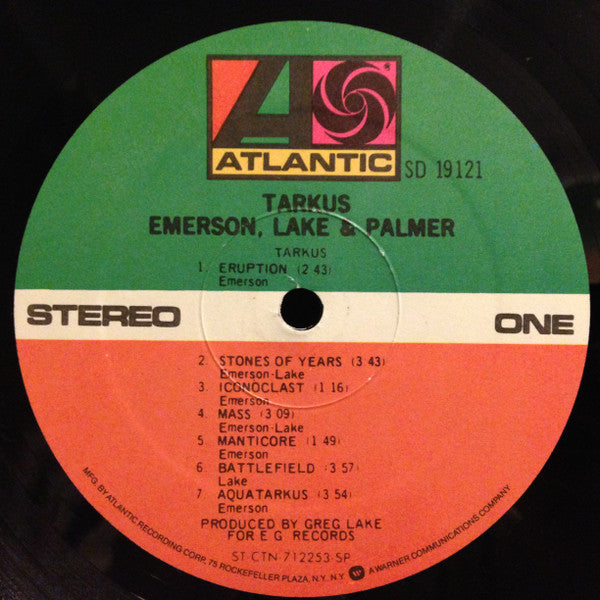 ATLANTIC
SD 19121
TARKUS
EMERSON, LAKE & PALMER
TARKUS
1. ERUPTION (2 43)
Emerson
STEREO
ONE
2. STONES OF YEARS (3 43)
Emerson-Lake
3. ICONOCLAST (1 16)
Emerson
4. MASS (3 09)
Emerson-Lake
5. MANTICORE (1 49)
Emerson
6. BATTLEFIELD (3 57)
Lake
7. AQUATARKUS (3 54)
Emerson
PRODUCED BY GREG LAKE
FOR E G RECORDS
ST-CTN-712253-SP
MFG. BY ATLANTIC RECORDING CORP., 75 ROCKEFELLER PLAZA, N.Y. N.Y. A WARNER COMMUNICATIONS COMPANY